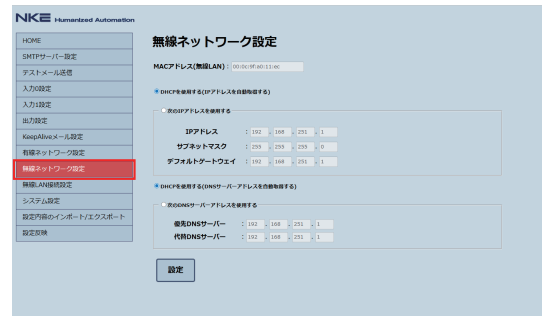 NKE Humanized Automation
HOME
SMTPサーバー設定
テストメール送信
入力0設定
入力1設定
出力設定
KeepAliveメール設定
有線ネットワーク設定
無線ネットワーク設定
無線LAN接続設定
システム設定
設定内容のインポート/エクスポート
設定反映
無線ネットワーク設定
MACアドレス(無線LAN) : 00:0c:9f:a0:11:ec
DHCPを使用する(IPアドレスを自動取得する)
次のIPアドレスを使用する
IPアドレス : 192 . 168 . 251 . 1
サブネットマスク : 255 . 255 . 255 . 0
デフォルトゲートウェイ : 192 . 168 . 251 . 1
DHCPを使用する(DNSサーバーアドレスを自動取得する)
次のDNSサーバーアドレスを使用する
優先DNSサーバー : 192 . 168 . 251 . 1
代替DNSサーバー : 192 . 168 . 251 . 1
設定